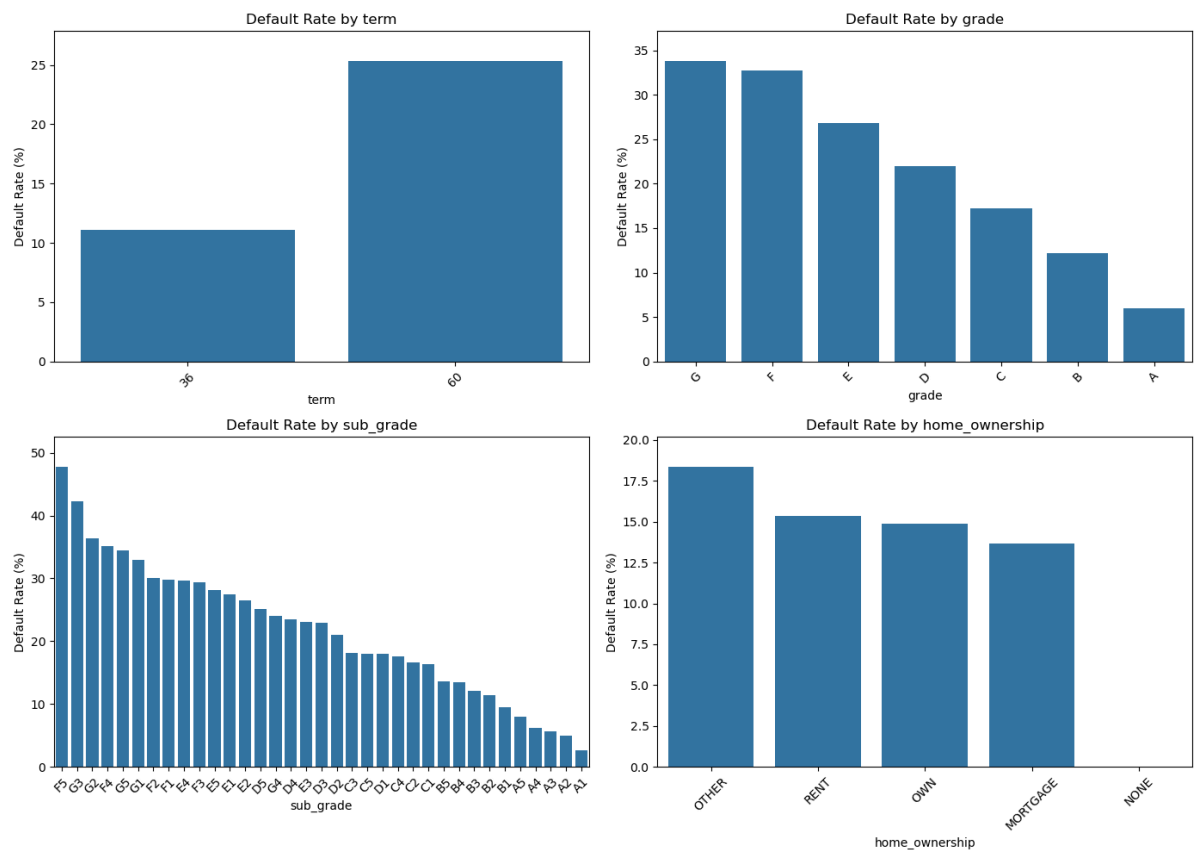 Default Rate by term
Default Rate (%)
25
20
15
10
5
0
36
60
term
Default Rate by grade
Default Rate (%)
35
30
25
20
15
10
5
0
G
F
E
D
C
B
A
grade
Default Rate by sub_grade
Default Rate (%)
50
40
30
20
10
0
F5
G3
G2
F4
G5
G1
F2
F1
E4
F3
E5
E1
E2
D5
G4
D4
E3
D3
D2
C3
C5
D1
C4
C2
C1
B5
B4
B3
B2
B1
A5
A4
A3
A2
A1
sub_grade
Default Rate by home_ownership
Default Rate (%)
20.0
17.5
15.0
12.5
10.0
7.5
5.0
2.5
0.0
OTHER
RENT
OWN
MORTGAGE
NONE
home_ownership